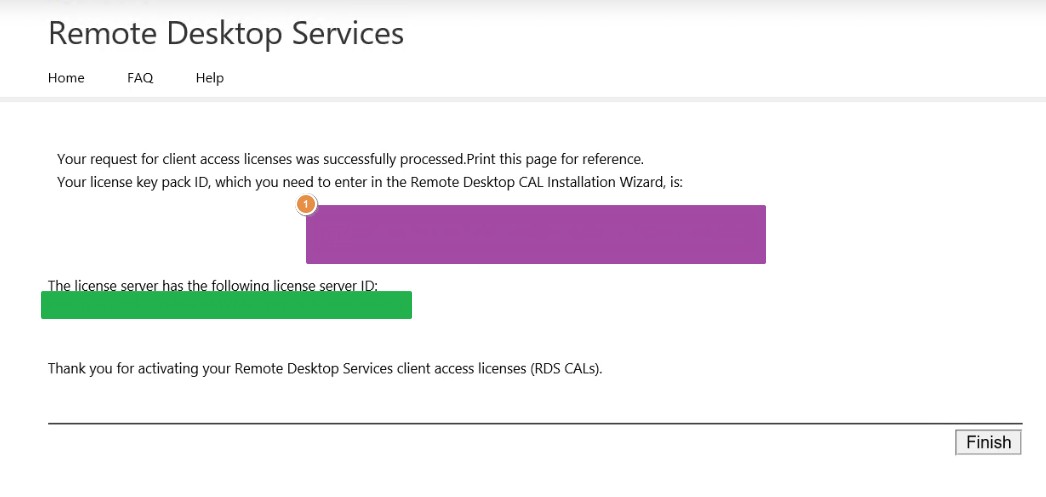 Remote Desktop Services
Home FAQ Help
Your request for client access licenses was successfully processed.Print this page for reference.
Your license key pack ID, which you need to enter in the Remote Desktop CAL Installation Wizard, is:
1
The license server has the following license server ID:
Thank you for activating your Remote Desktop Services client access licenses (RDS CALs).
Finish